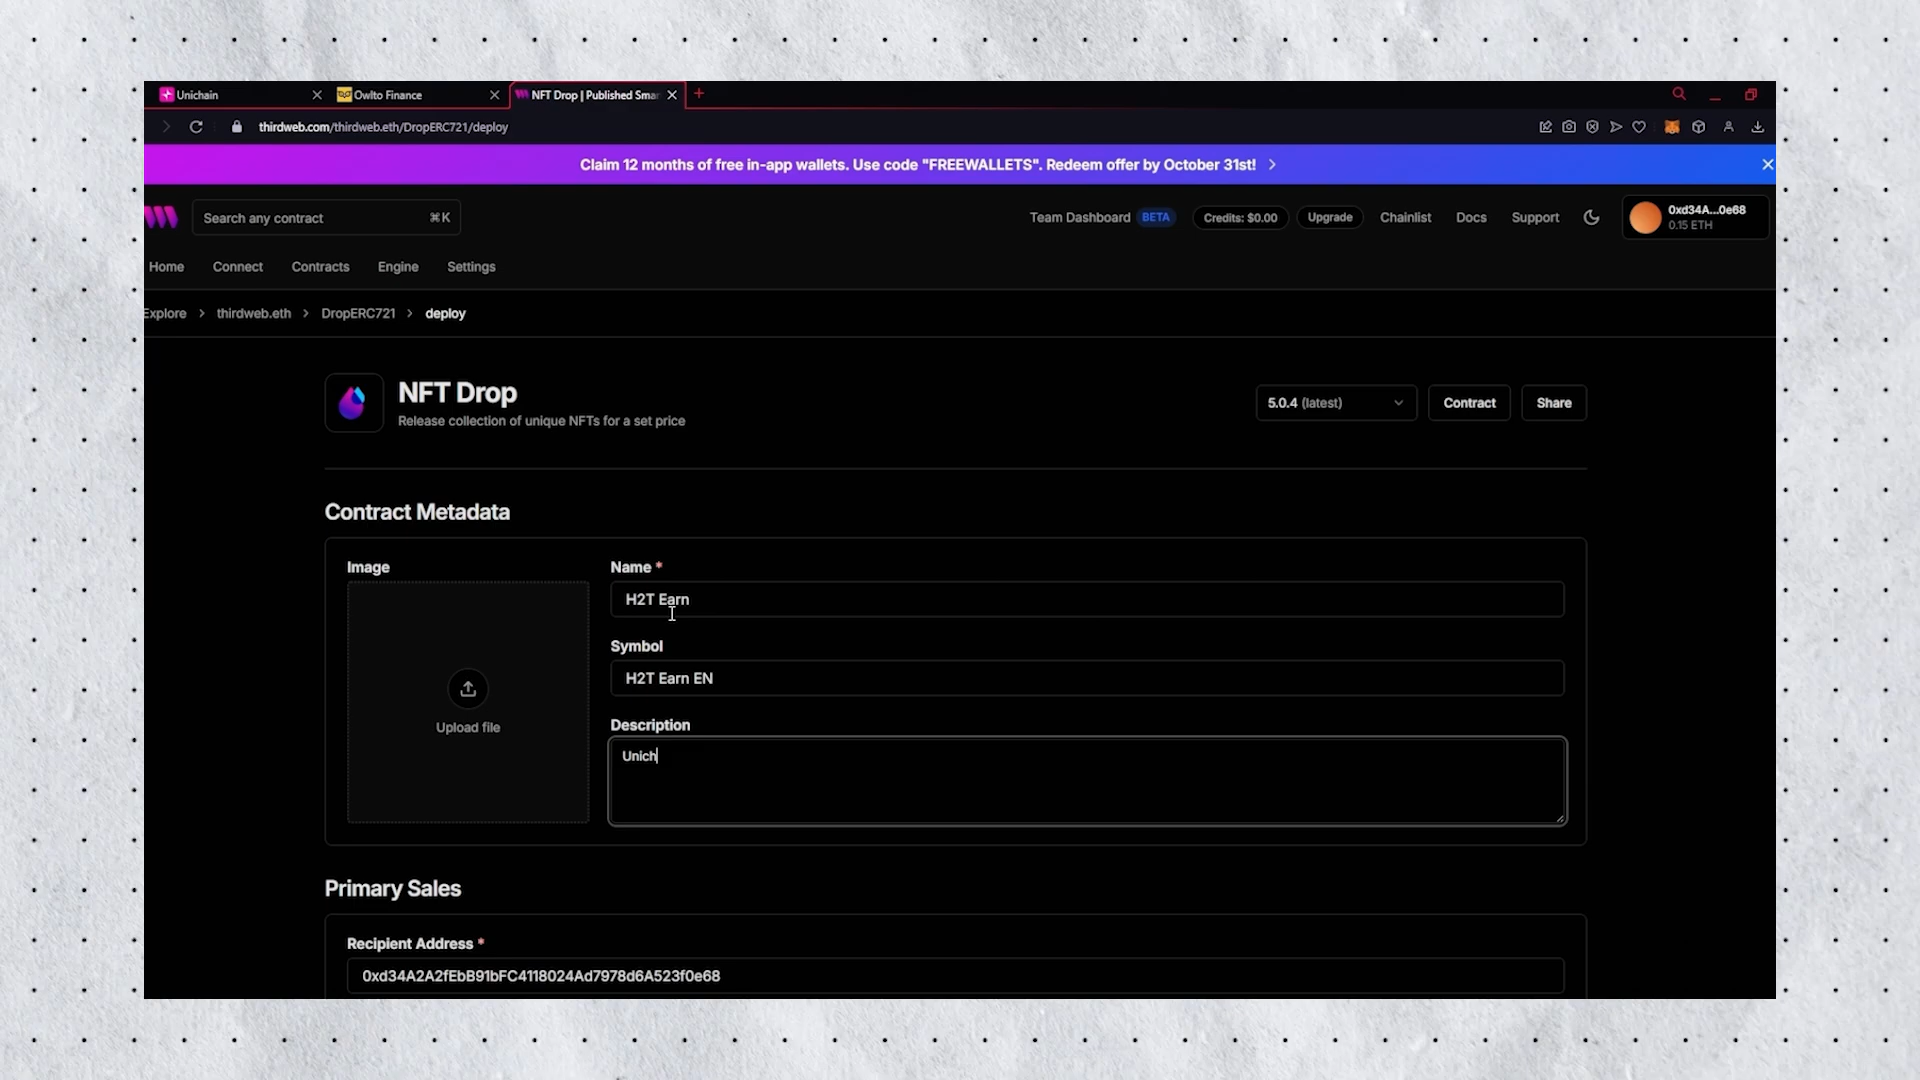 Unichain
Owlto Finance
NFT Drop | Published Smar
thirdweb.com/thirdweb.eth/DropERC721/deploy
Claim 12 months of free in-app wallets. Use code "FREEWALLETS". Redeem offer by October 31st!
Search any contract ⌘K
Team Dashboard BETA
Credits: $0.00
Upgrade
Chainlist
Docs
Support
0xd34A...0e68
0.15 ETH
Home
Connect
Contracts
Engine
Settings
Explore > thirdweb.eth > DropERC721 > deploy
NFT Drop
Release collection of unique NFTs for a set price
5.0.4 (latest)
Contract
Share
Contract Metadata
Image
Upload file
Name *
H2T Earn
Symbol
H2T Earn EN
Description
Unich
Primary Sales
Recipient Address *
0xd34A2A2fEbB91bFC4118024Ad7978d6A523f0e68